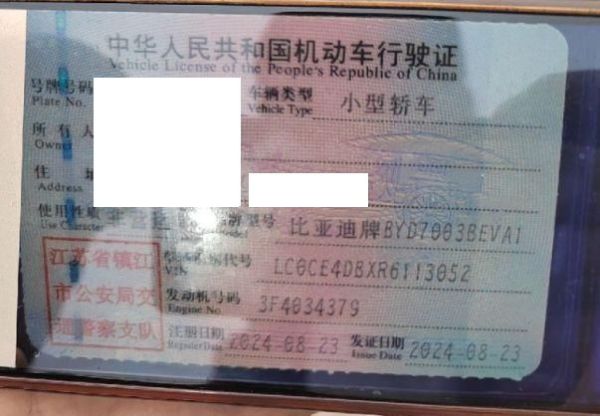 中华人民共和国机动车行驶证
Vehicle License of the People's Republic of China
号牌号码 车辆类型 小型轿车
Plate No. Vehicle Type
所有人
Owner
住址
Address
使用性质 非营运 品牌型号 比亚迪牌BYD7003BEVA1
Use Character Model
江苏省镇江
市公安局交
通警察支队
车辆识别代号 LC0CE4DBXR6113052
VIN
发动机号码 3F4034379
Engine No.
注册日期 2024-08-23 发证日期 2024-08-23
Register Date Issue Date